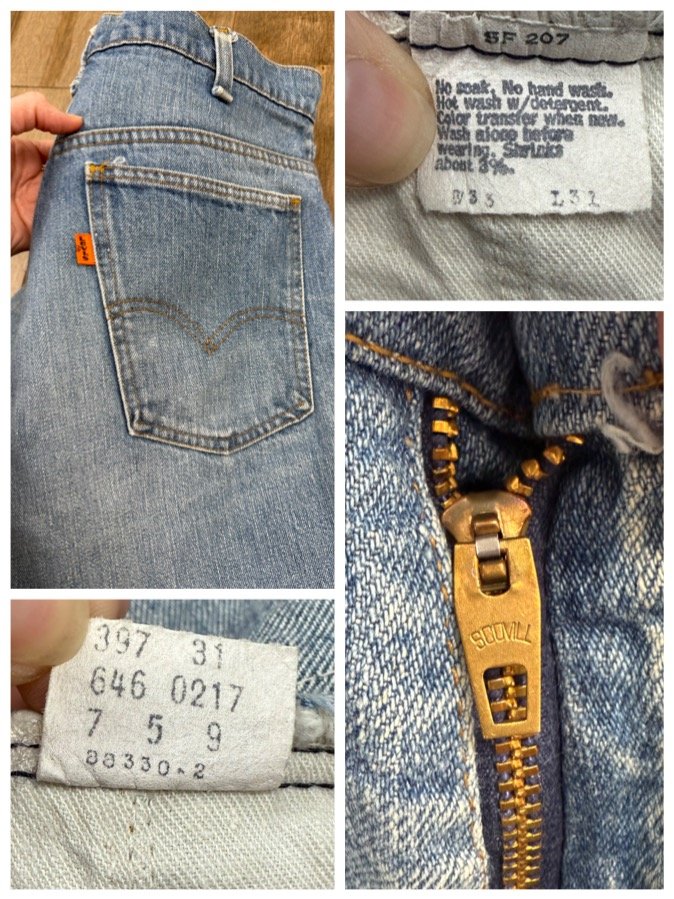 SF 207
No soak. No hand wash.
Hot wash w/detergent.
Color transfer when new.
Wash alone before
wearing. Shrinks
about 3%.
W33 L31
LEVI'S
397 31
646 0217
7 5 9
88330-2
SCOVILL